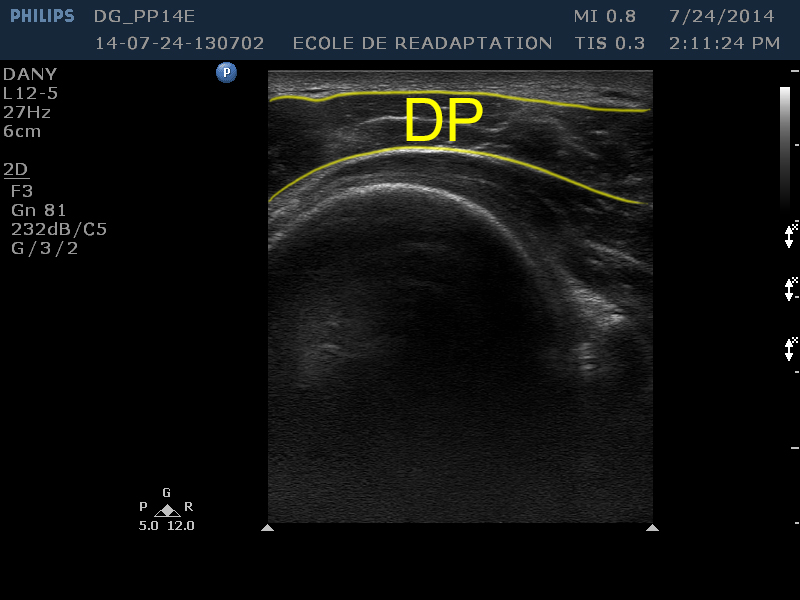 PHILIPS DG_PP14E MI 0.8 7/24/2014
14-07-24-130702 ECOLE DE READAPTATION TIS 0.3 2:11:24 PM
DANY
L12-5
27Hz
6cm
2D
F3
Gn 81
232dB/C5
G/3/2
P
DP
G
P R
5.0 12.0